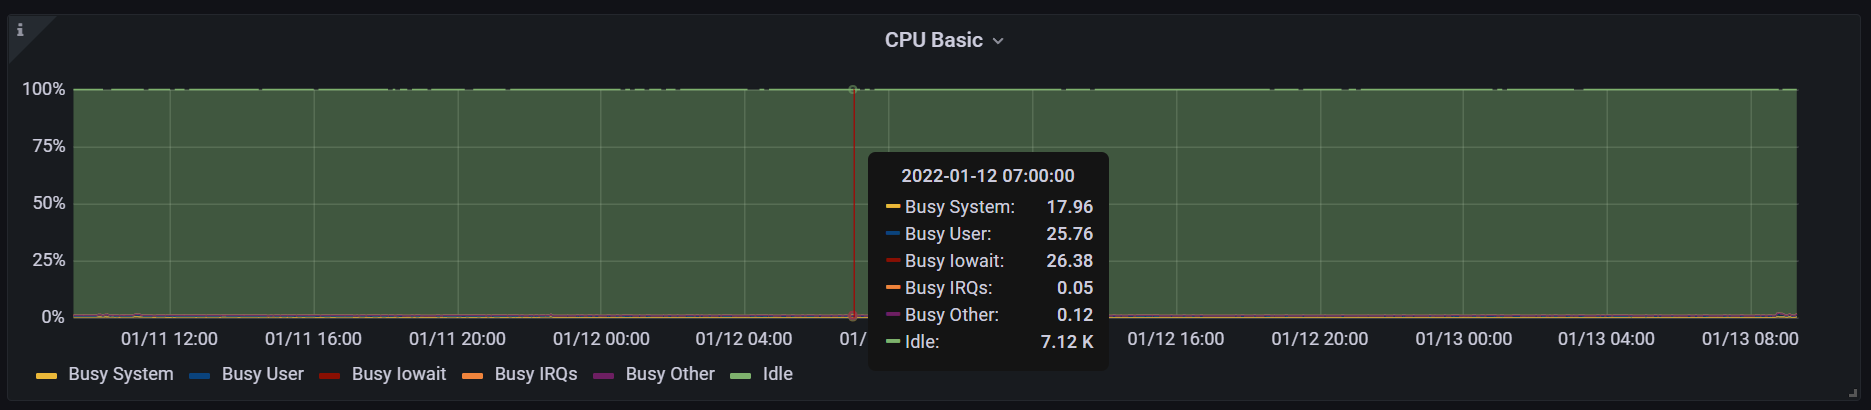 i
CPU Basic
100%
75%
50%
25%
0%
2022-01-12 07:00:00
Busy System: 17.96
Busy User: 25.76
Busy Iowait: 26.38
Busy IRQs: 0.05
Busy Other: 0.12
Idle: 7.12 K
01/11 12:00 01/11 16:00 01/11 20:00 01/12 00:00 01/12 04:00 01/ 01/12 16:00 01/12 20:00 01/13 00:00 01/13 04:00 01/13 08:00
Busy System Busy User Busy Iowait Busy IRQs Busy Other Idle